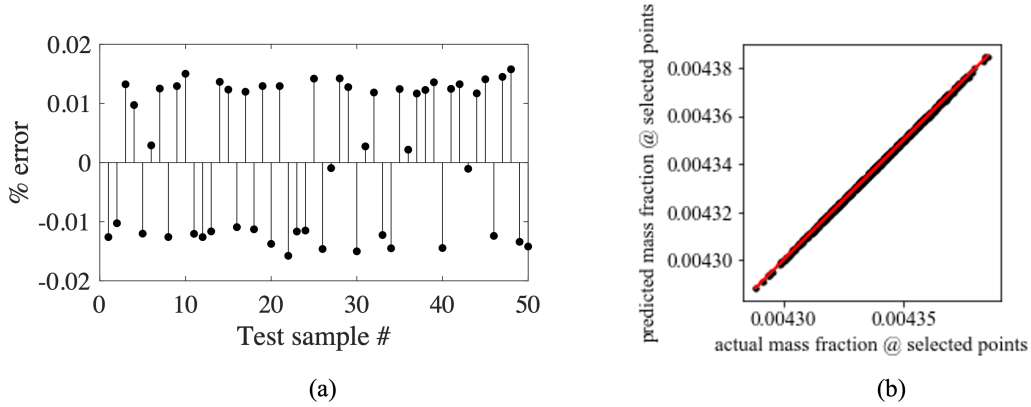 0.02
0.01
0
-0.01
-0.02
% error
0 10 20 30 40 50
Test sample #
(a)
predicted mass fraction @ selected points
0.00438
0.00436
0.00434
0.00432
0.00430
0.00430 0.00435
actual mass fraction @ selected points
(b)